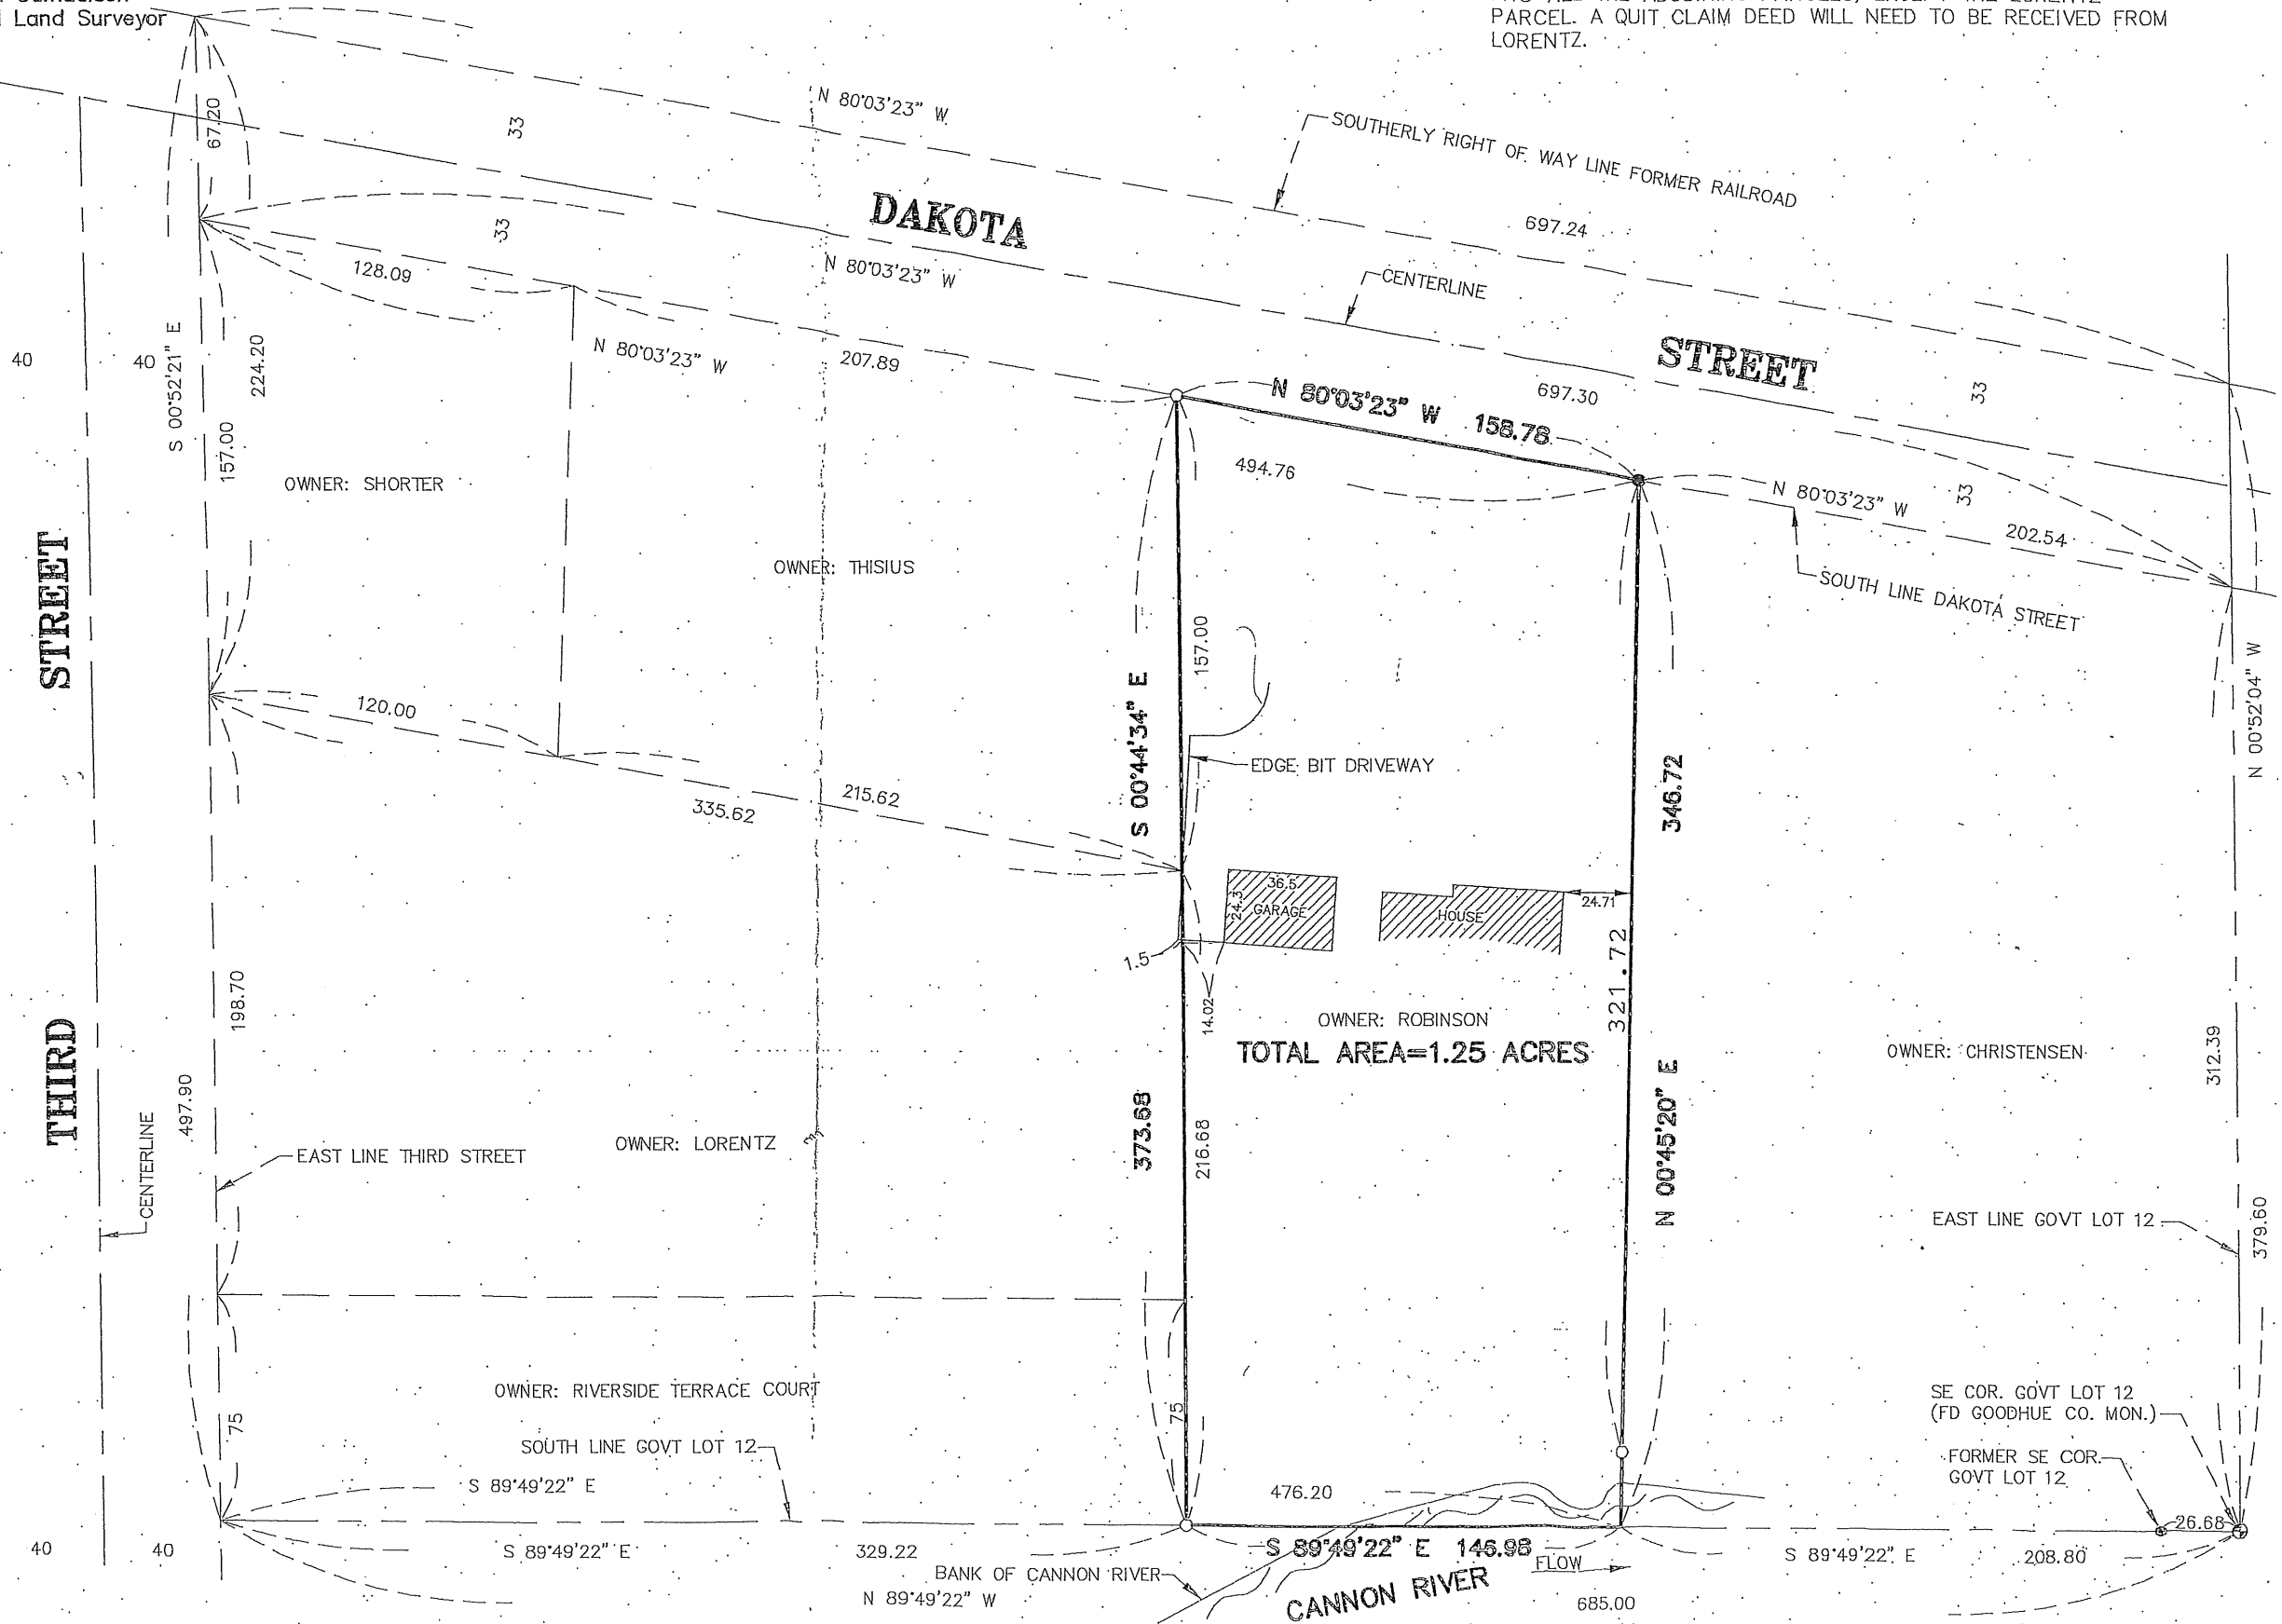 Land Surveyor
PARCEL. A QUIT CLAIM DEED WILL NEED TO BE RECEIVED FROM
LORENTZ.
67.20
33
N 80°03'23" W
SOUTHERLY RIGHT OF WAY LINE FORMER RAILROAD
697.24
33
DAKOTA
STREET
128.09
N 80°03'23" W
CENTERLINE
697.30
33
40
40
S 00°52'21" E
224.20
157.00
N 80°03'23" W
207.89
N 80°03'23" W 158.78
494.76
N 80°03'23" W
33
202.54
SOUTH LINE DAKOTA STREET
OWNER: SHORTER
OWNER: THISIUS
THIRD
STREET
120.00
335.62
215.62
S 00°44'34" E
157.00
EDGE BIT DRIVEWAY
346.72
N 00°52'04" W
36.5
24.3
GARAGE
HOUSE
24.71
1.5
14.02
321.72
OWNER: ROBINSON
TOTAL AREA=1.25 ACRES
OWNER: CHRISTENSEN
312.39
198.70
497.90
CENTERLINE
EAST LINE THIRD STREET
OWNER: LORENTZ
373.68
216.68
N 00°45'20" E
EAST LINE GOVT LOT 12
379.60
OWNER: RIVERSIDE TERRACE COURT
75
75
SOUTH LINE GOVT LOT 12
S 89°49'22" E
476.20
SE COR. GOVT LOT 12
(FD GOODHUE CO. MON.)
FORMER SE COR.
GOVT LOT 12
26.68
40
40
S 89°49'22" E
329.22
S 89°49'22" E 146.98
FLOW
S 89°49'22" E
208.80
BANK OF CANNON RIVER
N 89°49'22" W
CANNON RIVER
685.00